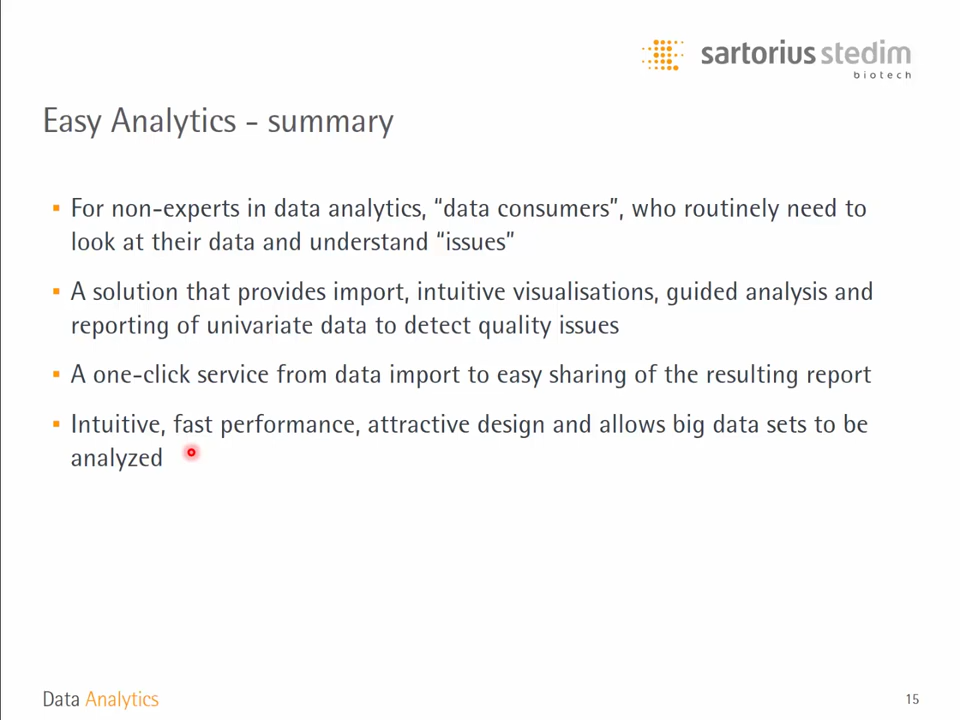 sartorius stedim
biotech
Easy Analytics - summary
For non-experts in data analytics, “data consumers”, who routinely need to
look at their data and understand “issues”
A solution that provides import, intuitive visualisations, guided analysis and
reporting of univariate data to detect quality issues
A one-click service from data import to easy sharing of the resulting report
Intuitive, fast performance, attractive design and allows big data sets to be
analyzed
Data Analytics
15